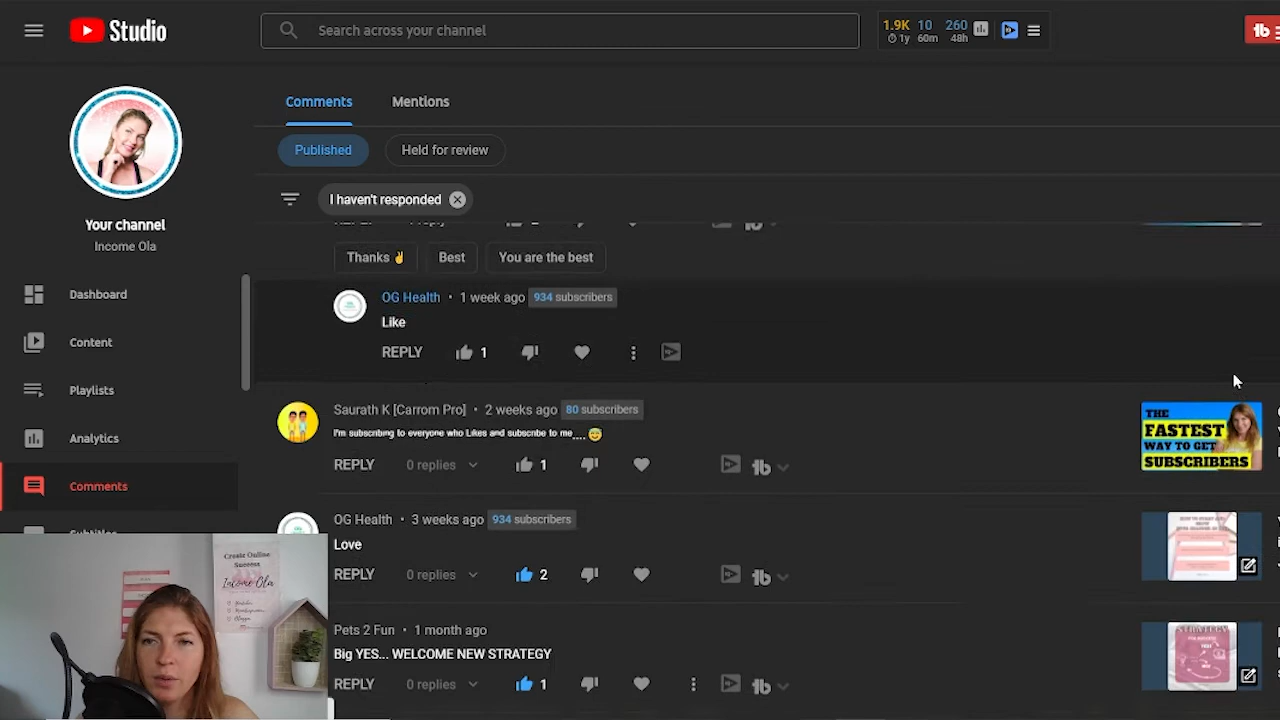 Studio
Search across your channel
1.9K 10 260
1y 60m 48h
tb
Comments Mentions
Published Held for review
I haven't responded
Your channel
Income Ola
Dashboard
Content
Playlists
Analytics
Comments
Thanks✌ Best You are the best
OG Health • 1 week ago 934 subscribers
Like
REPLY 1
Saurath K [Carrom Pro] • 2 weeks ago 80 subscribers
I'm subscribing to everyone who Likes and subscribe to me.... 😅
REPLY 0 replies 1 tb
THE
FASTEST
WAY TO GET
SUBSCRIBERS
OG Health • 3 weeks ago 934 subscribers
Love
REPLY 0 replies 2 tb
Pets 2 Fun • 1 month ago
Big YES... WELCOME NEW STRATEGY
REPLY 0 replies 1 tb
STRATEGY
Create Online
Success
Income Ola